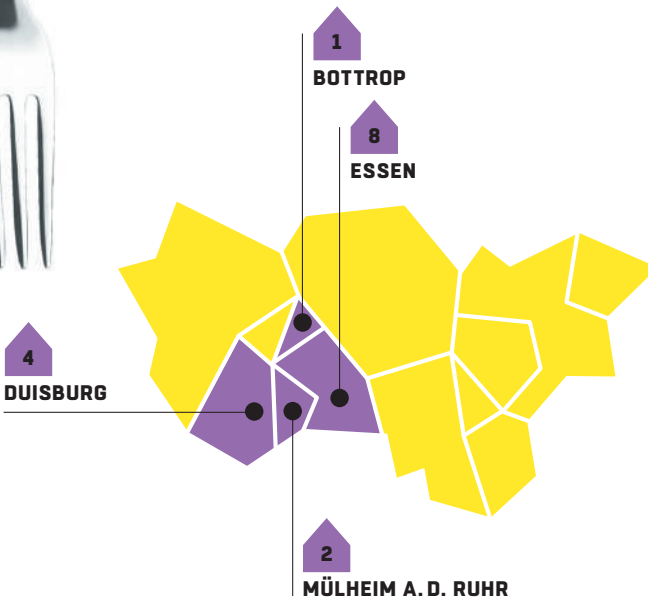 1
BOTTROP
8
ESSEN
4
DUISBURG
2
MÜLHEIM A. D. RUHR